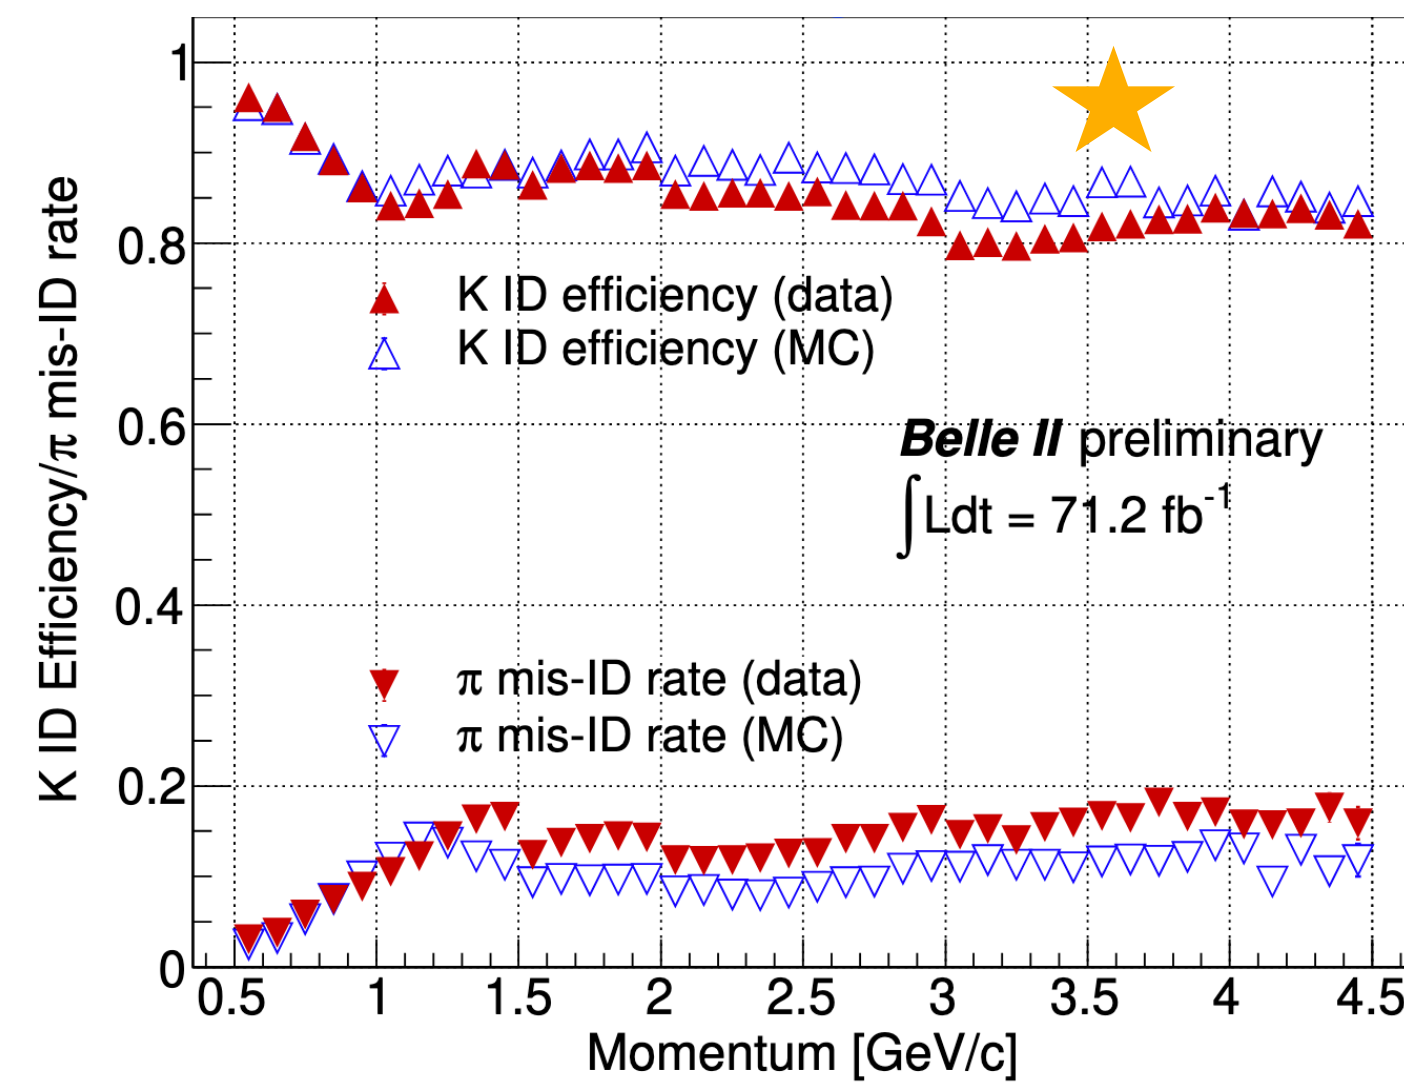 K ID Efficiency/π mis-ID rate
1
0.8
0.6
0.4
0.2
0
K ID efficiency (data)
K ID efficiency (MC)
Belle II preliminary
∫Ldt = 71.2 fb⁻¹
π mis-ID rate (data)
π mis-ID rate (MC)
0.5 1 1.5 2 2.5 3 3.5 4 4.5
Momentum [GeV/c]